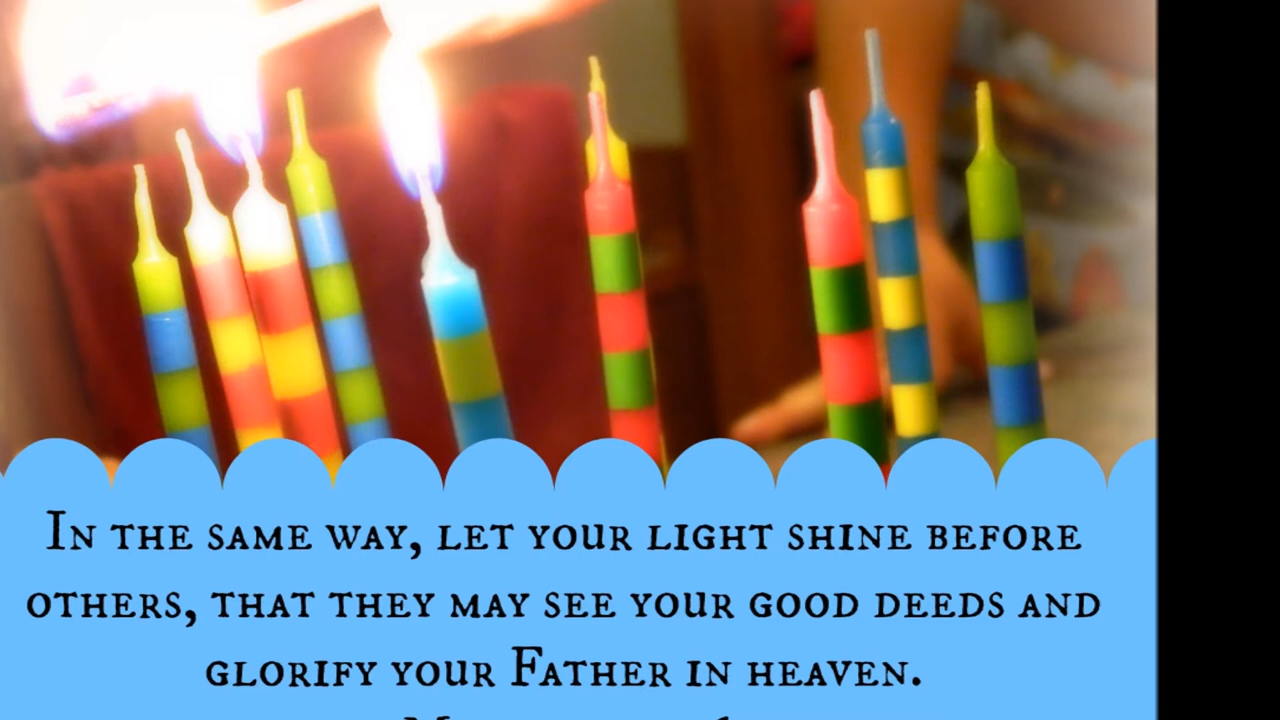 In the same way, let your light shine before
others, that they may see your good deeds and
glorify your Father in heaven.